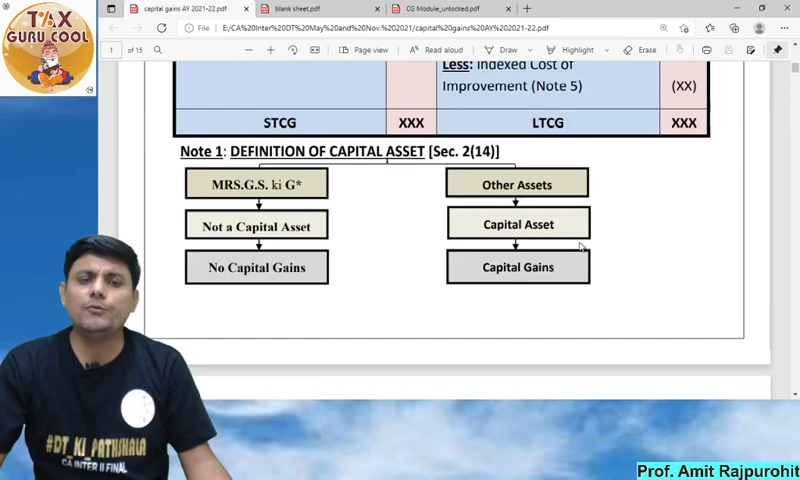 TAX
GURU COOL
capital gains AY 2021-22.pdf
blank sheet.pdf
CG Module_unlocked.pdf
File
E:/CA%20Inter%20DT%20May%20and%20Nov.%202021/capital%20gains%20AY%202021-22.pdf
1 of 15
Page view
Read aloud
Draw
Highlight
Erase
Less: Indexed Cost of
Improvement (Note 5)
(XX)
STCG XXX LTCG XXX
Note 1: DEFINITION OF CAPITAL ASSET [Sec. 2(14)]
MRS.G.S. ki G*
Other Assets
Not a Capital Asset
Capital Asset
No Capital Gains
Capital Gains
#DT_KI_PATHSHALA
CA INTER II FINAL
Prof. Amit Rajpurohit